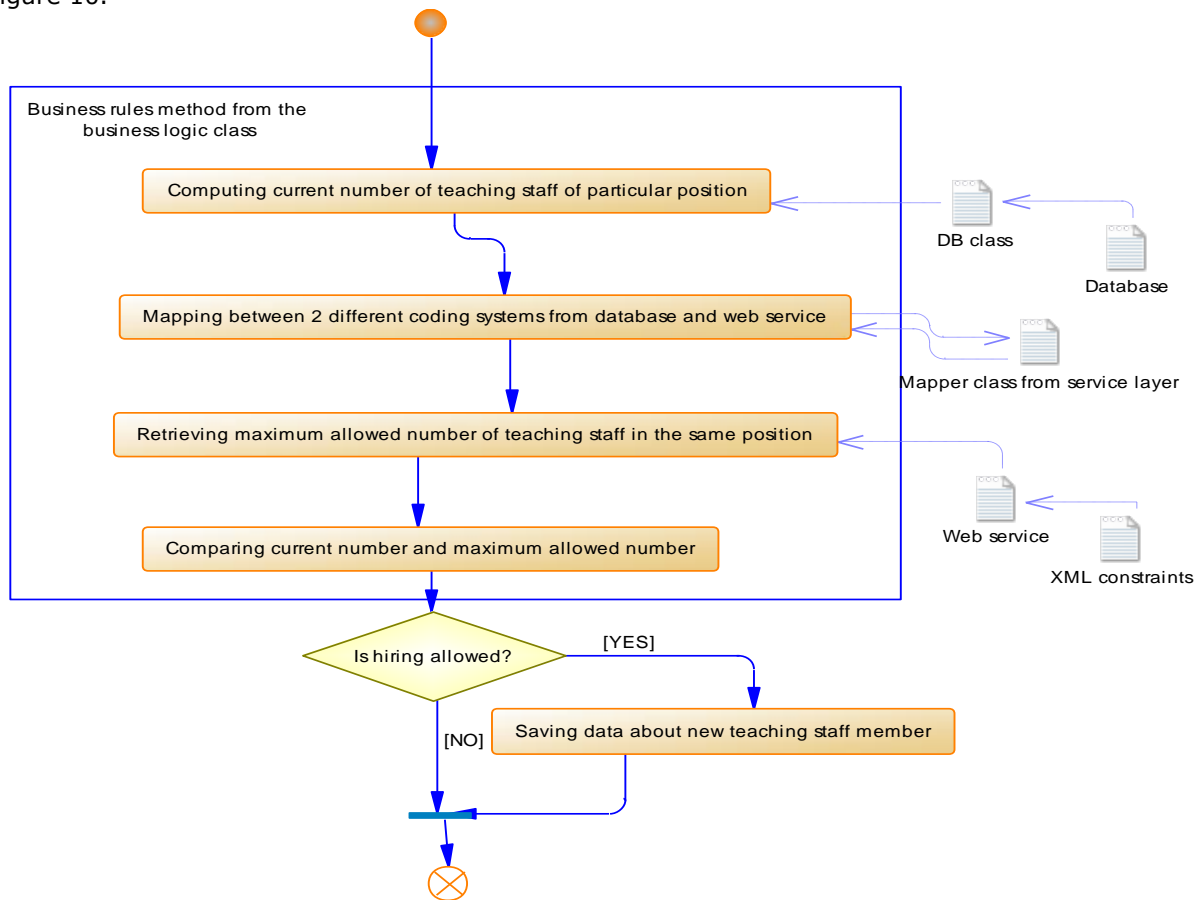 Business rules method from the
business logic class
Computing current number of teaching staff of particular position
DB class
Database
Mapping between 2 different coding systems from database and web service
Mapper class from service layer
Retrieving maximum allowed number of teaching staff in the same position
Web service
XML constraints
Comparing current number and maximum allowed number
Is hiring allowed?
[YES]
[NO]
Saving data about new teaching staff member